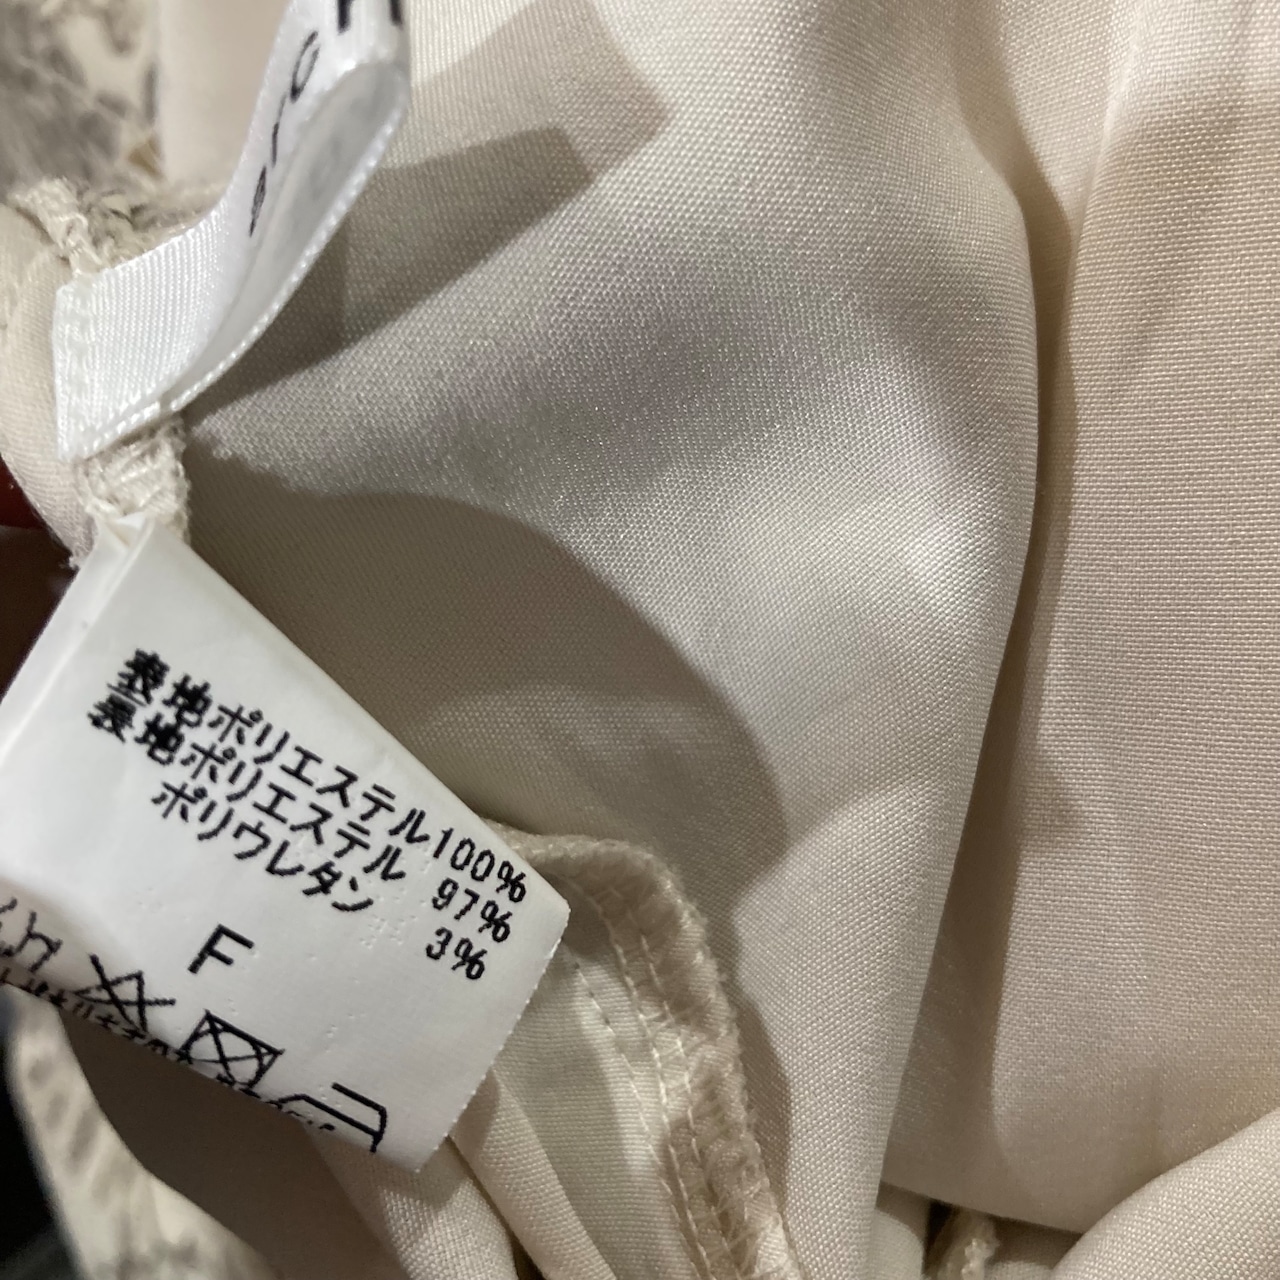 表地ポリエステル100%
裏地ポリエステル 97%
ポリウレタン 3%
F